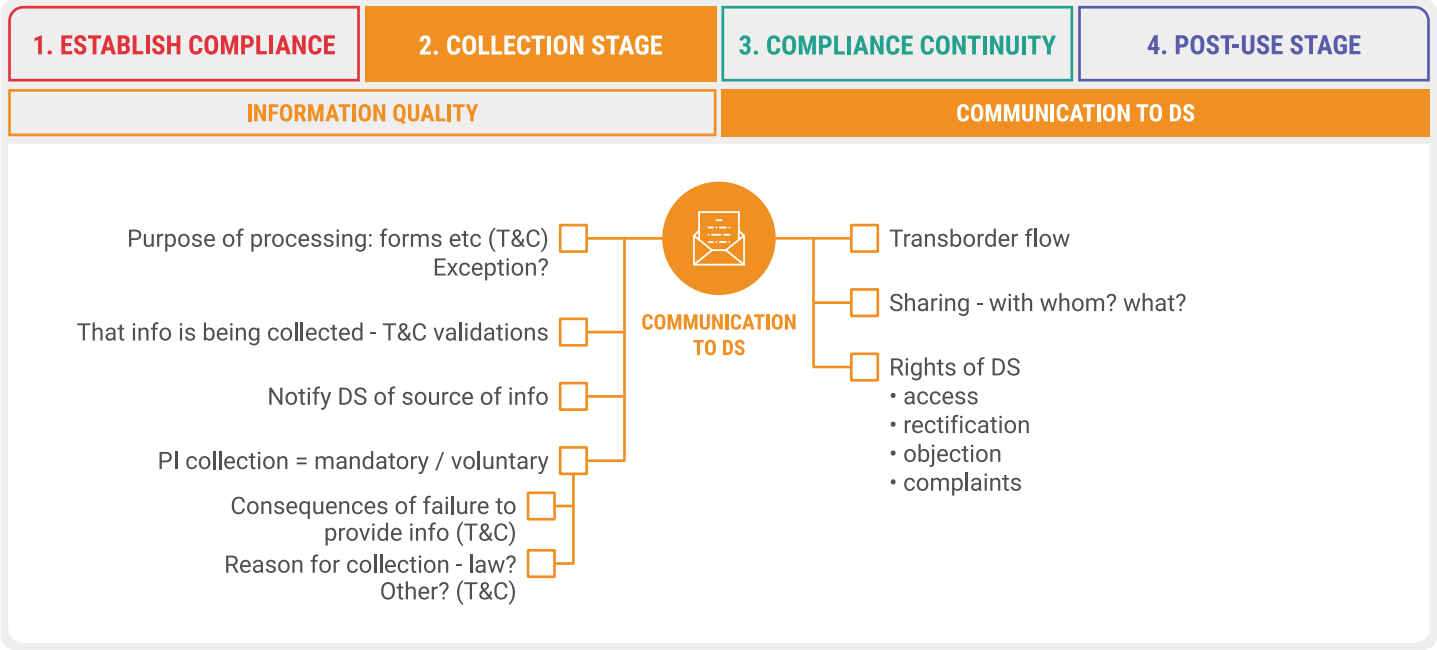 1. ESTABLISH COMPLIANCE
2. COLLECTION STAGE
3. COMPLIANCE CONTINUITY
4. POST-USE STAGE
INFORMATION QUALITY
COMMUNICATION TO DS
Purpose of processing: forms etc (T&C)
Exception?
That info is being collected - T&C validations
Notify DS of source of info
PI collection = mandatory / voluntary
Consequences of failure to
provide info (T&C)
Reason for collection - law?
Other? (T&C)
COMMUNICATION
TO DS
Transborder flow
Sharing - with whom? what?
Rights of DS
• access
• rectification
• objection
• complaints